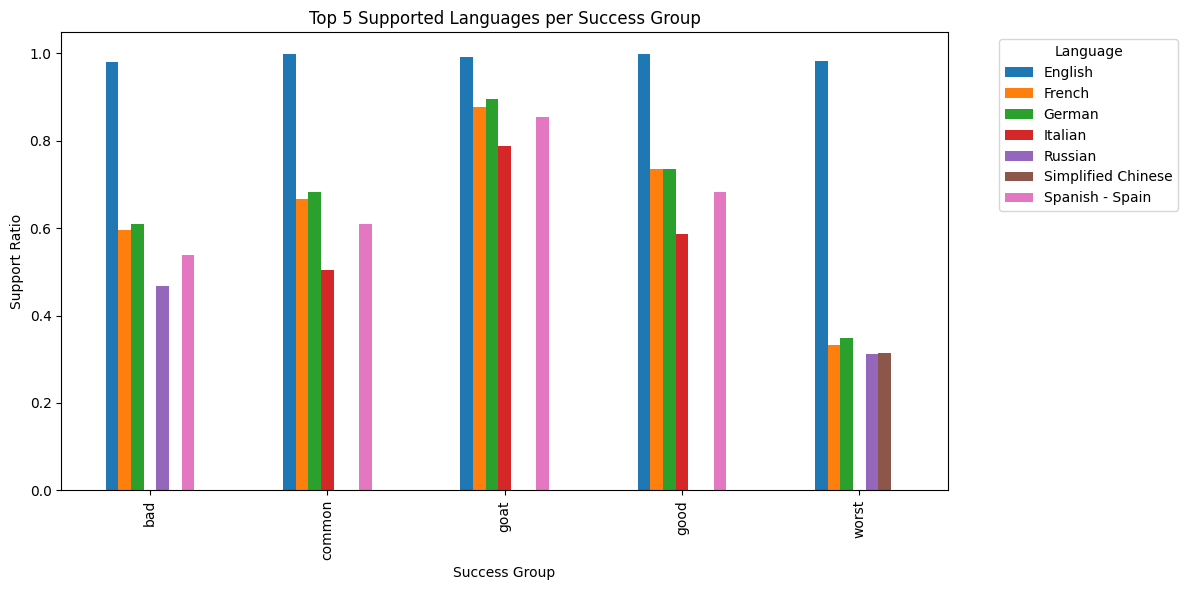 Top 5 Supported Languages per Success Group
Support Ratio
1.0
0.8
0.6
0.4
0.2
0.0
bad
common
goat
good
worst
Success Group
Language
English
French
German
Italian
Russian
Simplified Chinese
Spanish - Spain